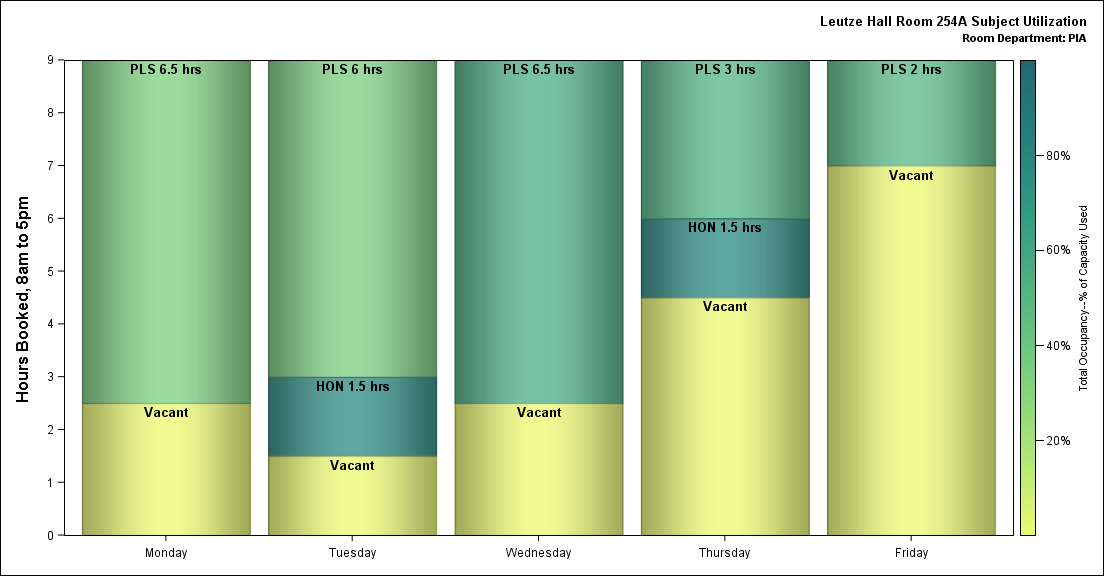 Leutze Hall Room 254A Subject Utilization
Room Department: PIA
Hours Booked, 8am to 5pm
9
8
7
6
5
4
3
2
1
0
PLS 6.5 hrs
Vacant
PLS 6 hrs
HON 1.5 hrs
Vacant
PLS 6.5 hrs
Vacant
PLS 3 hrs
HON 1.5 hrs
Vacant
PLS 2 hrs
Vacant
Monday
Tuesday
Wednesday
Thursday
Friday
80%
60%
40%
20%
Total Occupancy--% of Capacity Used